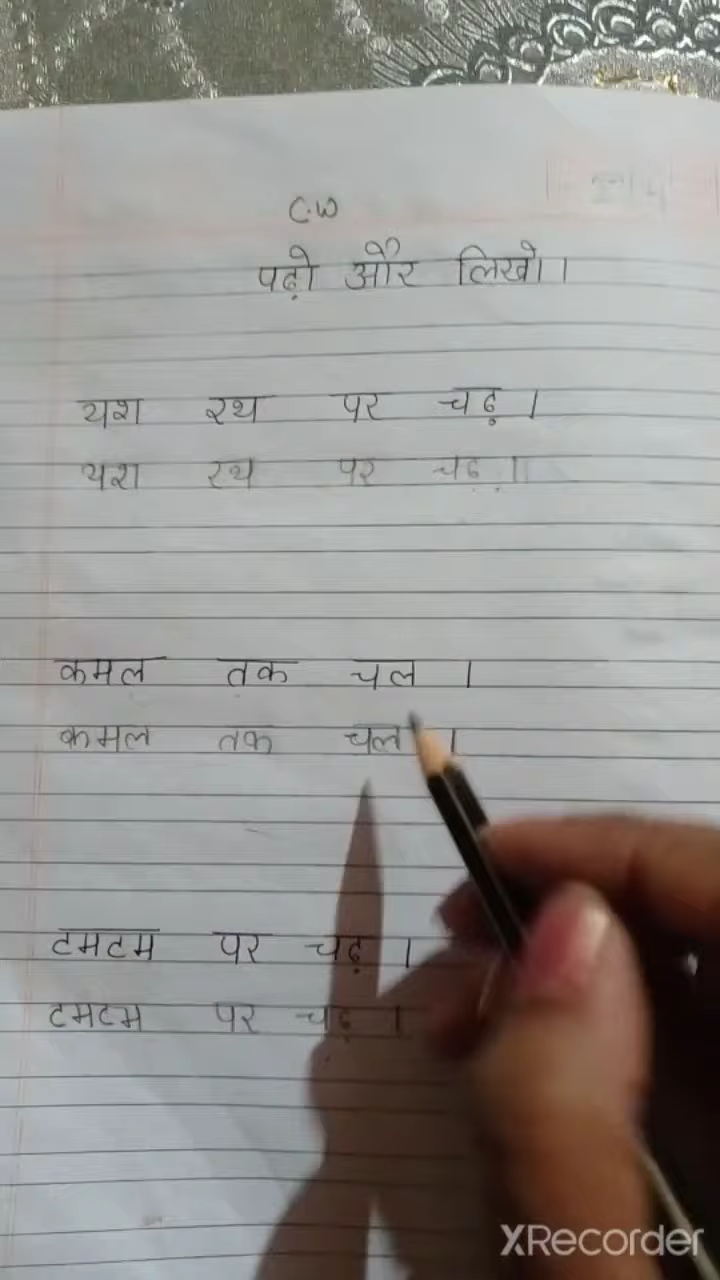 C.W
पढ़ो और लिखो।
यश रथ पर चढ़ ।
यश रथ पर चढ़ ।
कमल तक चल ।
कमल तक चल ।
टमटम पर चढ़ ।
टमटम पर चढ़ ।
XRecorder